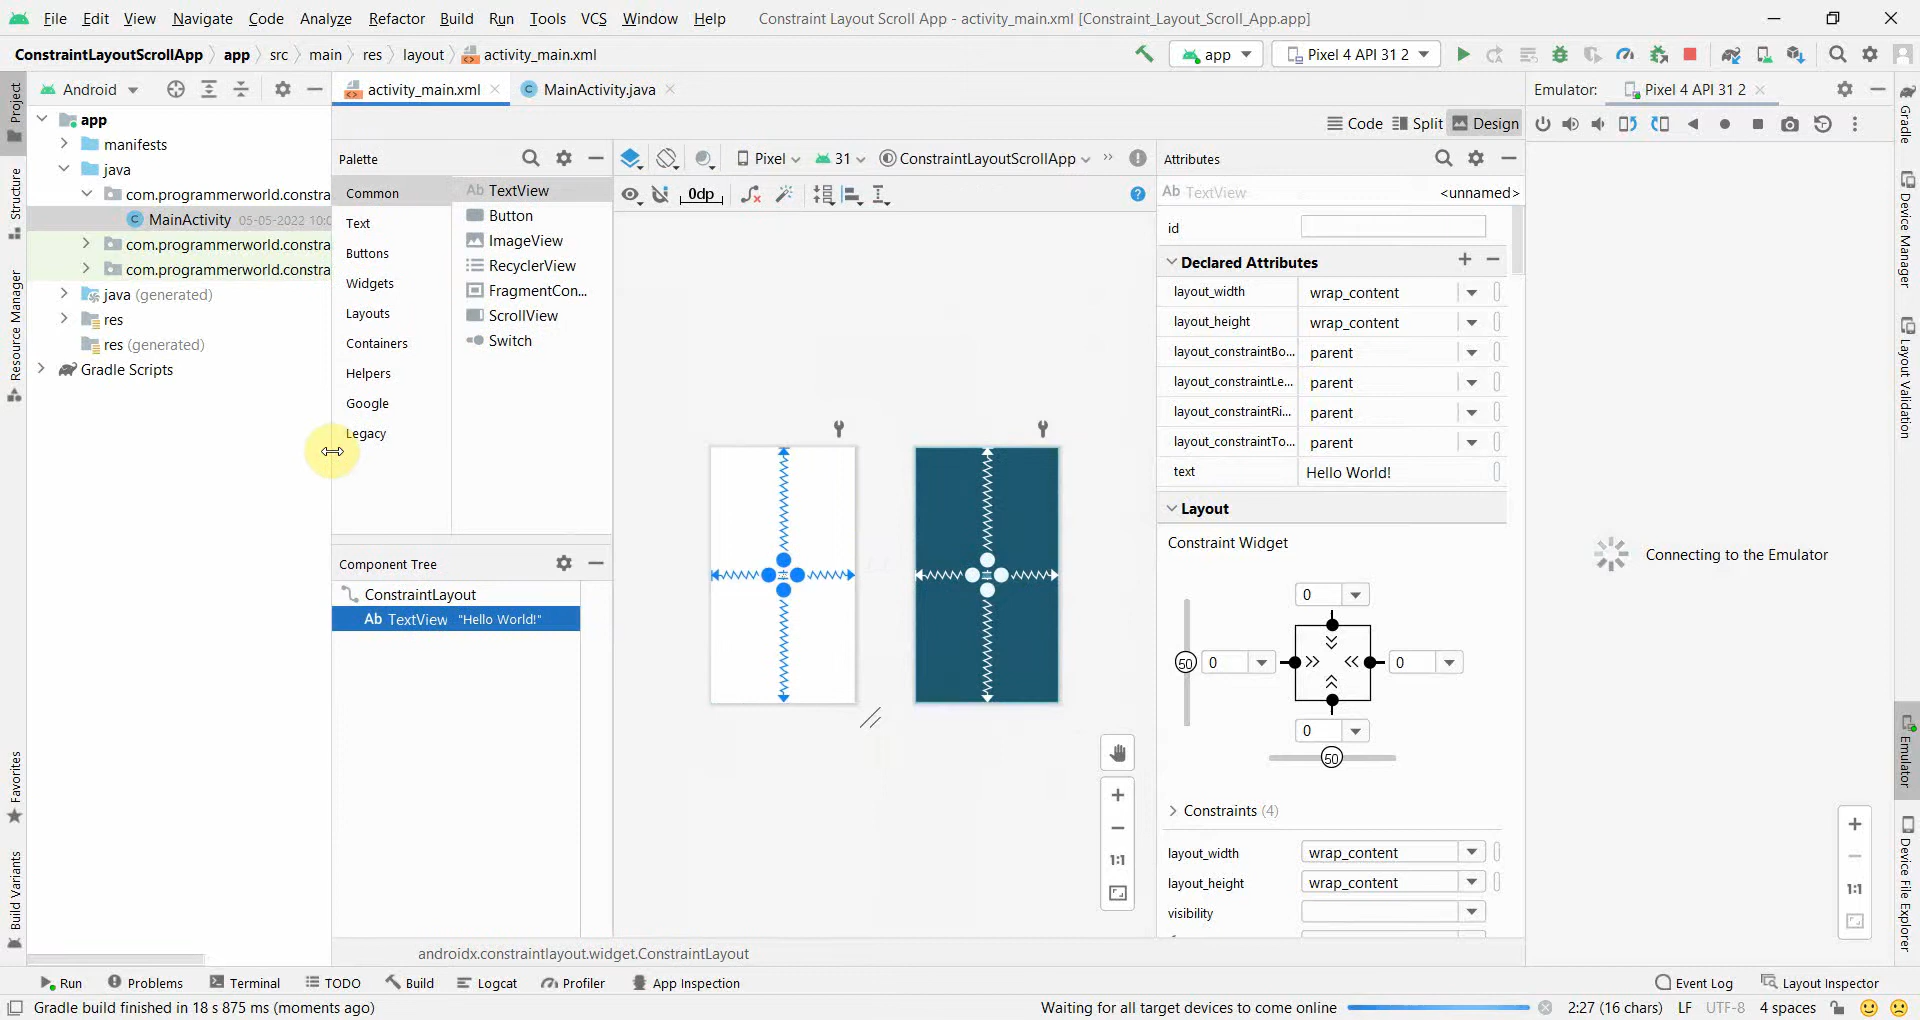 File Edit View Navigate Code Analyze Refactor Build Run Tools VCS Window Help Constraint Layout Scroll App - activity_main.xml [Constraint_Layout_Scroll_App.app]
ConstraintLayoutScrollApp app src main res layout activity_main.xml app Pixel 4 API 31 2
Android activity_main.xml MainActivity.java Emulator: Pixel 4 API 31 2
Code Split Design
Project
Structure
Resource Manager
Favorites
Build Variants
app
manifests
java
com.programmerworld.constra
MainActivity 05-05-2022 10:0
com.programmerworld.constra
com.programmerworld.constra
java (generated)
res
res (generated)
Gradle Scripts
Palette
Common
Text
Buttons
Widgets
Layouts
Containers
Helpers
Google
Legacy
Ab TextView
Button
ImageView
RecyclerView
FragmentCon...
ScrollView
Switch
Component Tree
ConstraintLayout
Ab TextView "Hello World!"
Pixel 31 ConstraintLayoutScrollApp
0dp
1:1
androidx.constraintlayout.widget.ConstraintLayout
Attributes
Ab TextView <unnamed>
id
Declared Attributes
layout_width wrap_content
layout_height wrap_content
layout_constraintBo... parent
layout_constraintLe... parent
layout_constraintRi... parent
layout_constraintTo... parent
text Hello World!
Layout
Constraint Widget
0
50 0 0
0
50
Constraints (4)
layout_width wrap_content
layout_height wrap_content
visibility
Connecting to the Emulator
1:1
Gradle
Device Manager
Layout Validation
Emulator
Device File Explorer
Run Problems Terminal TODO Build Logcat Profiler App Inspection Event Log Layout Inspector
Gradle build finished in 18 s 875 ms (moments ago) Waiting for all target devices to come online 2:27 (16 chars) LF UTF-8 4 spaces